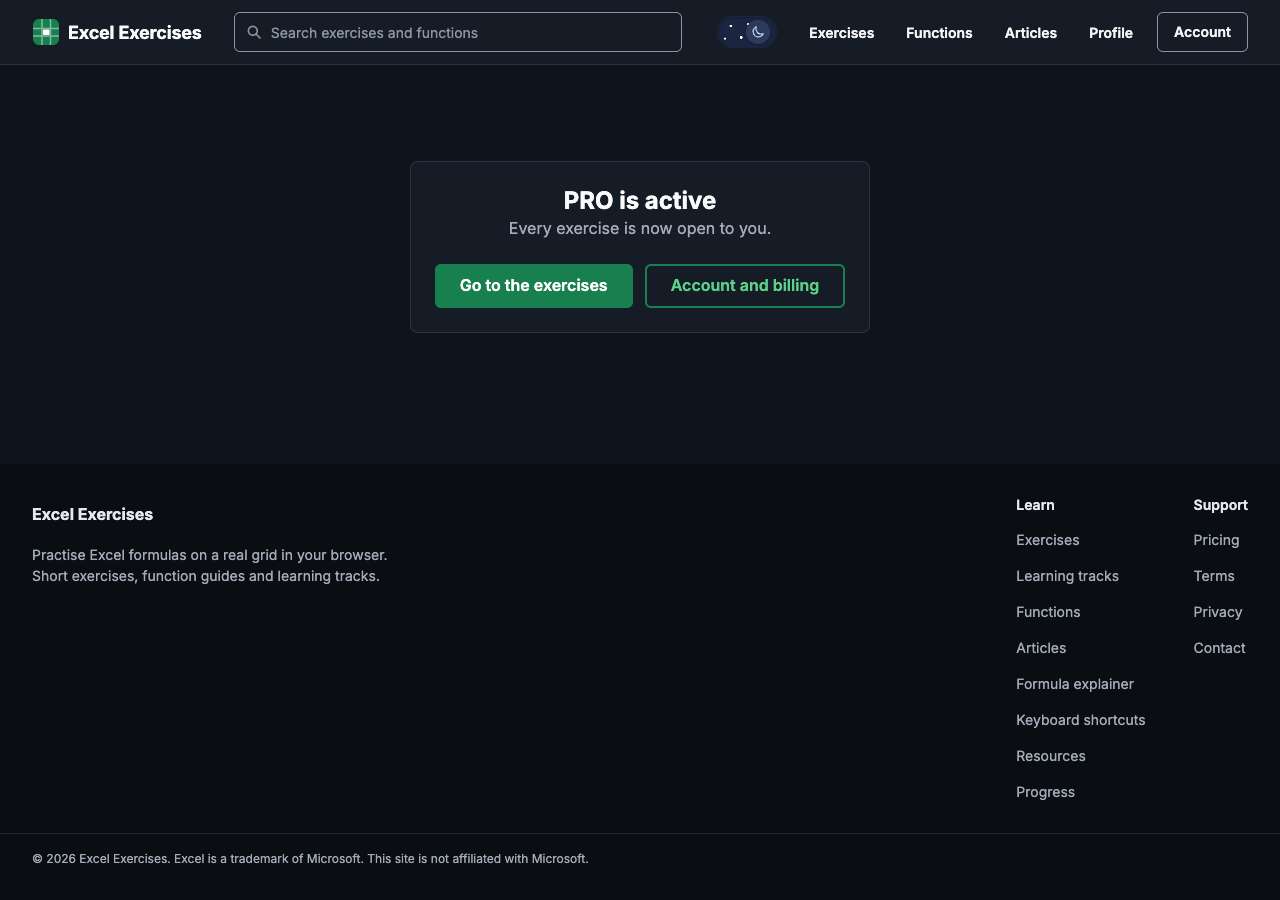 Excel Exercises
Search exercises and functions
Exercises
Functions
Articles
Profile
Account
PRO is active
Every exercise is now open to you.
Go to the exercises
Account and billing
Excel Exercises
Practise Excel formulas on a real grid in your browser.
Short exercises, function guides and learning tracks.
Learn
Exercises
Learning tracks
Functions
Articles
Formula explainer
Keyboard shortcuts
Resources
Progress
Support
Pricing
Terms
Privacy
Contact
© 2026 Excel Exercises. Excel is a trademark of Microsoft. This site is not affiliated with Microsoft.